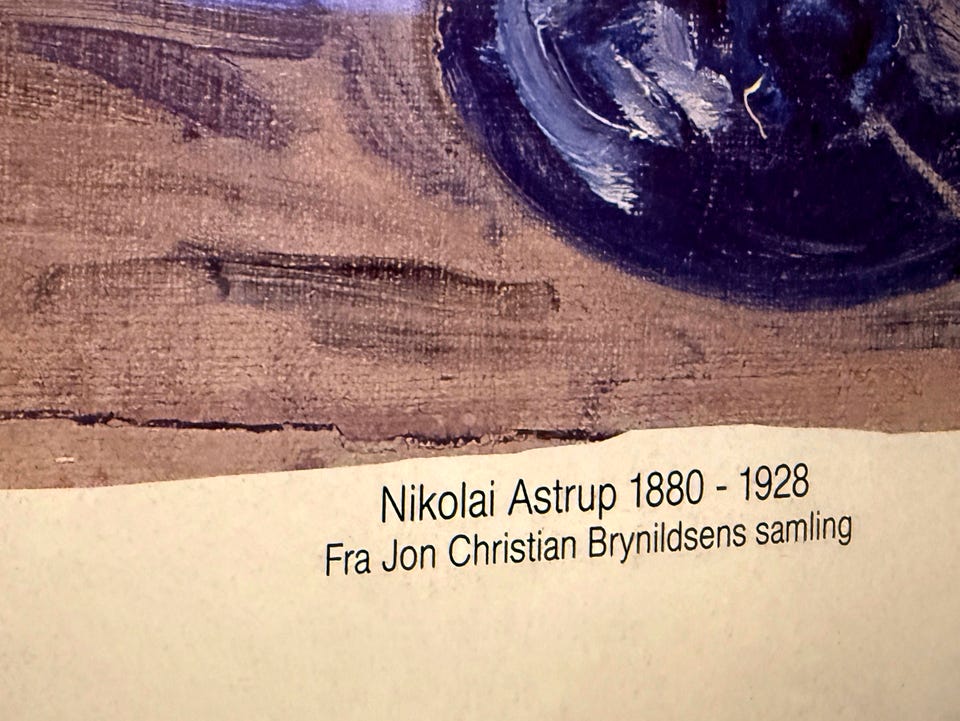 Nikolai Astrup 1880 - 1928
Fra Jon Christian Brynildsens samling